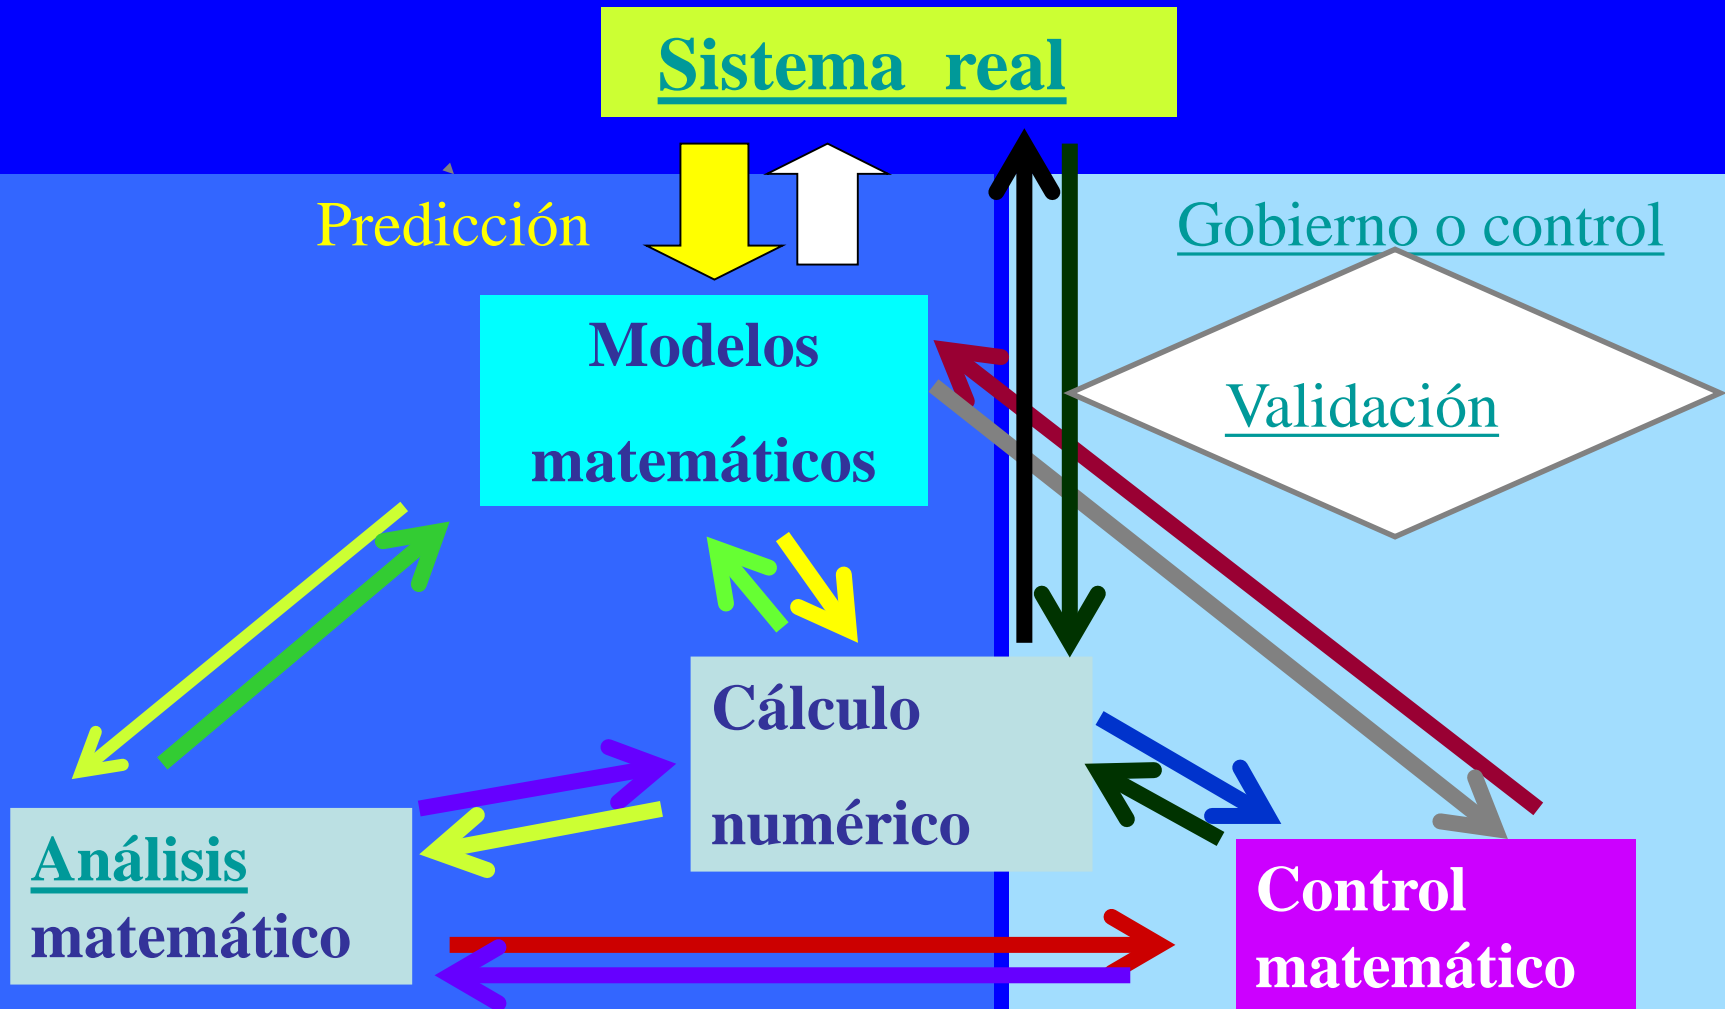 Sistema real
Predicción
Gobierno o control
Modelos
matemáticos
Validación
Cálculo
numérico
Análisis
matemático
Control
matemático